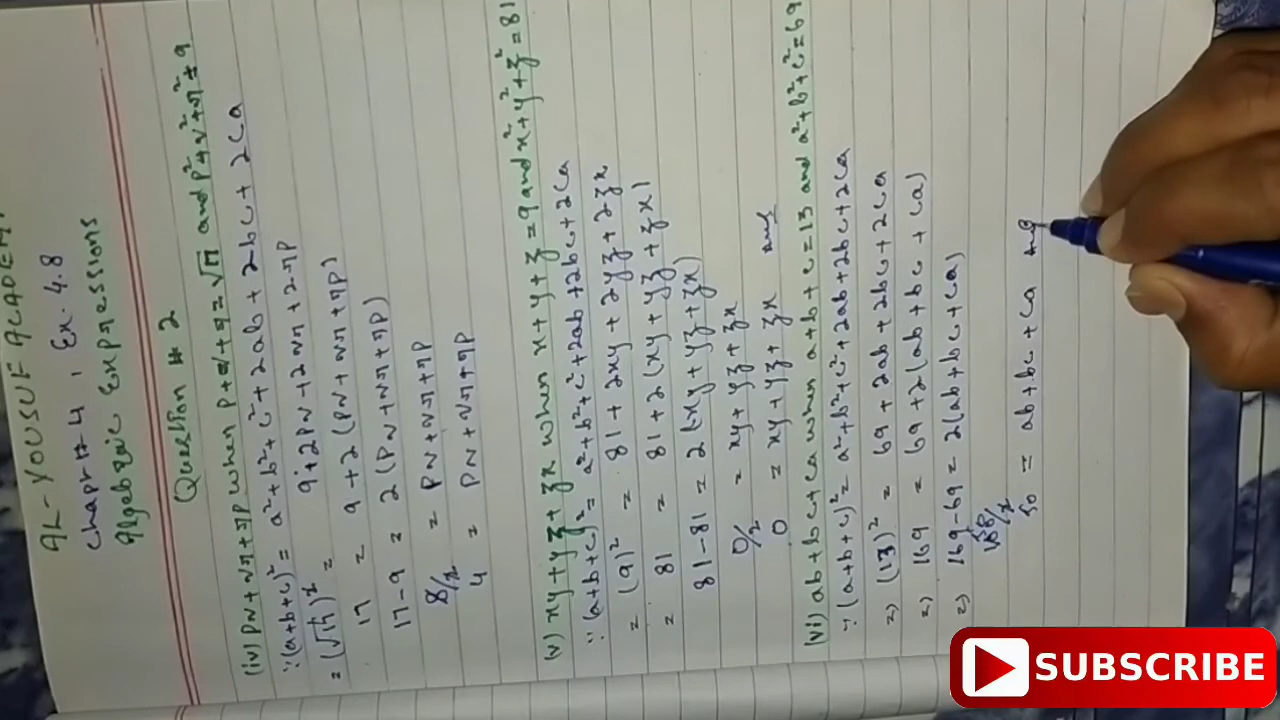 AL-YOUSUF ACADEMY
Chapt # 4, Ex. 4.8
Algebraic Expressions
Question # 2
(iv) pq+qr+rp when p+q+r=√17 and p²+q²+r²=9
∵(a+b+c)² = a²+b²+c²+2ab+2bc+2ca
=(√17)² = 9+2pq+2qr+2rp
17 = 9+2(pq+qr+rp)
17-9 = 2(pq+qr+rp)
8/2 = pq+qr+rp
4 = pq+qr+rp
(v) xy+yz+zx when x+y+z=9 and x²+y²+z²=81
∵(a+b+c)² = a²+b²+c²+2ab+2bc+2ca
= (9)² = 81+2xy+2yz+2zx
= 81 = 81+2(xy+yz+zx)
81-81 = 2(xy+yz+zx)
0/2 = xy+yz+zx
0 = xy+yz+zx ans
(vi) ab+bc+ca when a+b+c=13 and a²+b²+c²=69
∵(a+b+c)² = a²+b²+c²+2ab+2bc+2ca
=) (13)² = 69+2ab+2bc+2ca
=) 169 = 69+2(ab+bc+ca)
=) 169-69 = 2(ab+bc+ca)
50 = ab+bc+ca ans
SUBSCRIBE